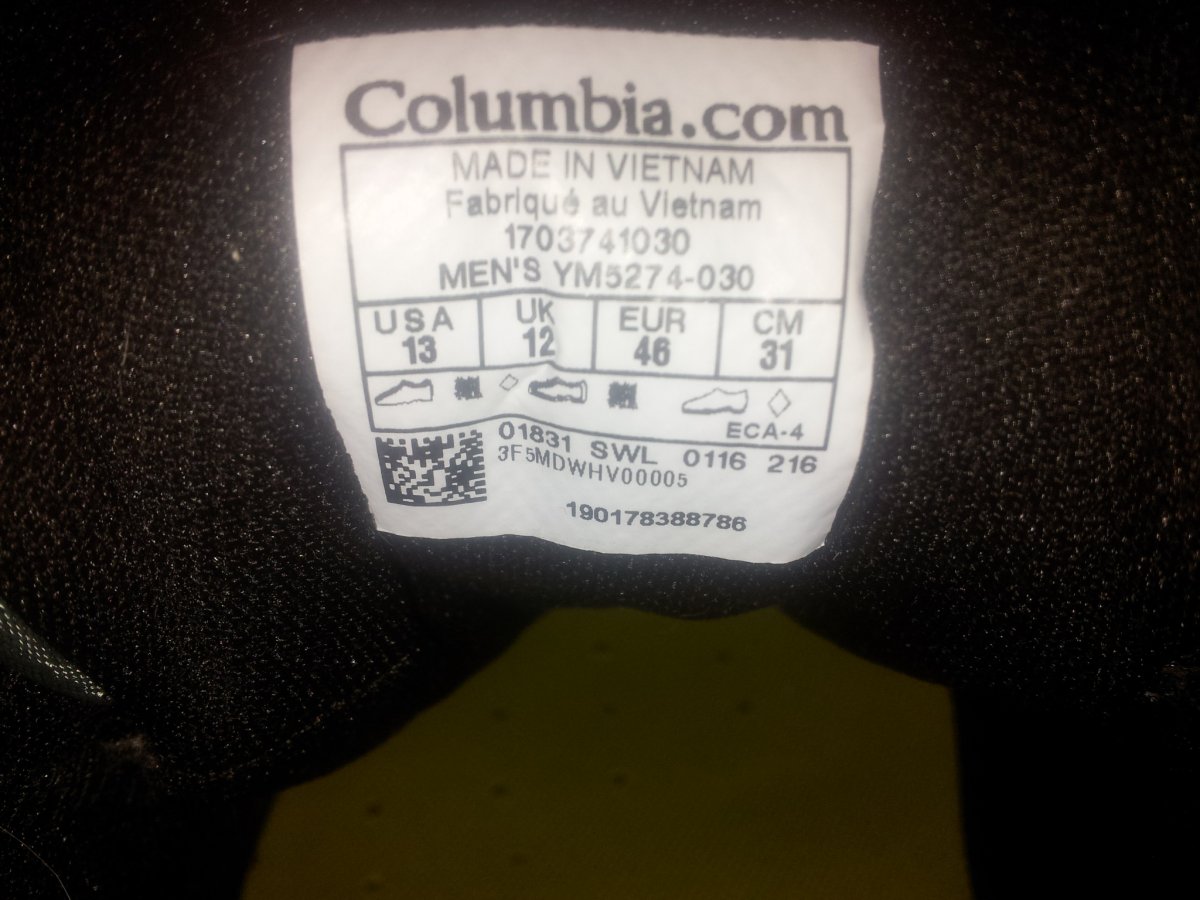 Columbia.com
MADE IN VIETNAM
Fabriqué au Vietnam
1703741030
MEN'S YM5274-030
USA UK EUR CM
13 12 46 31
ECA-4
01831 SWL 0116 216
3F5MDWHV00005
190178388786